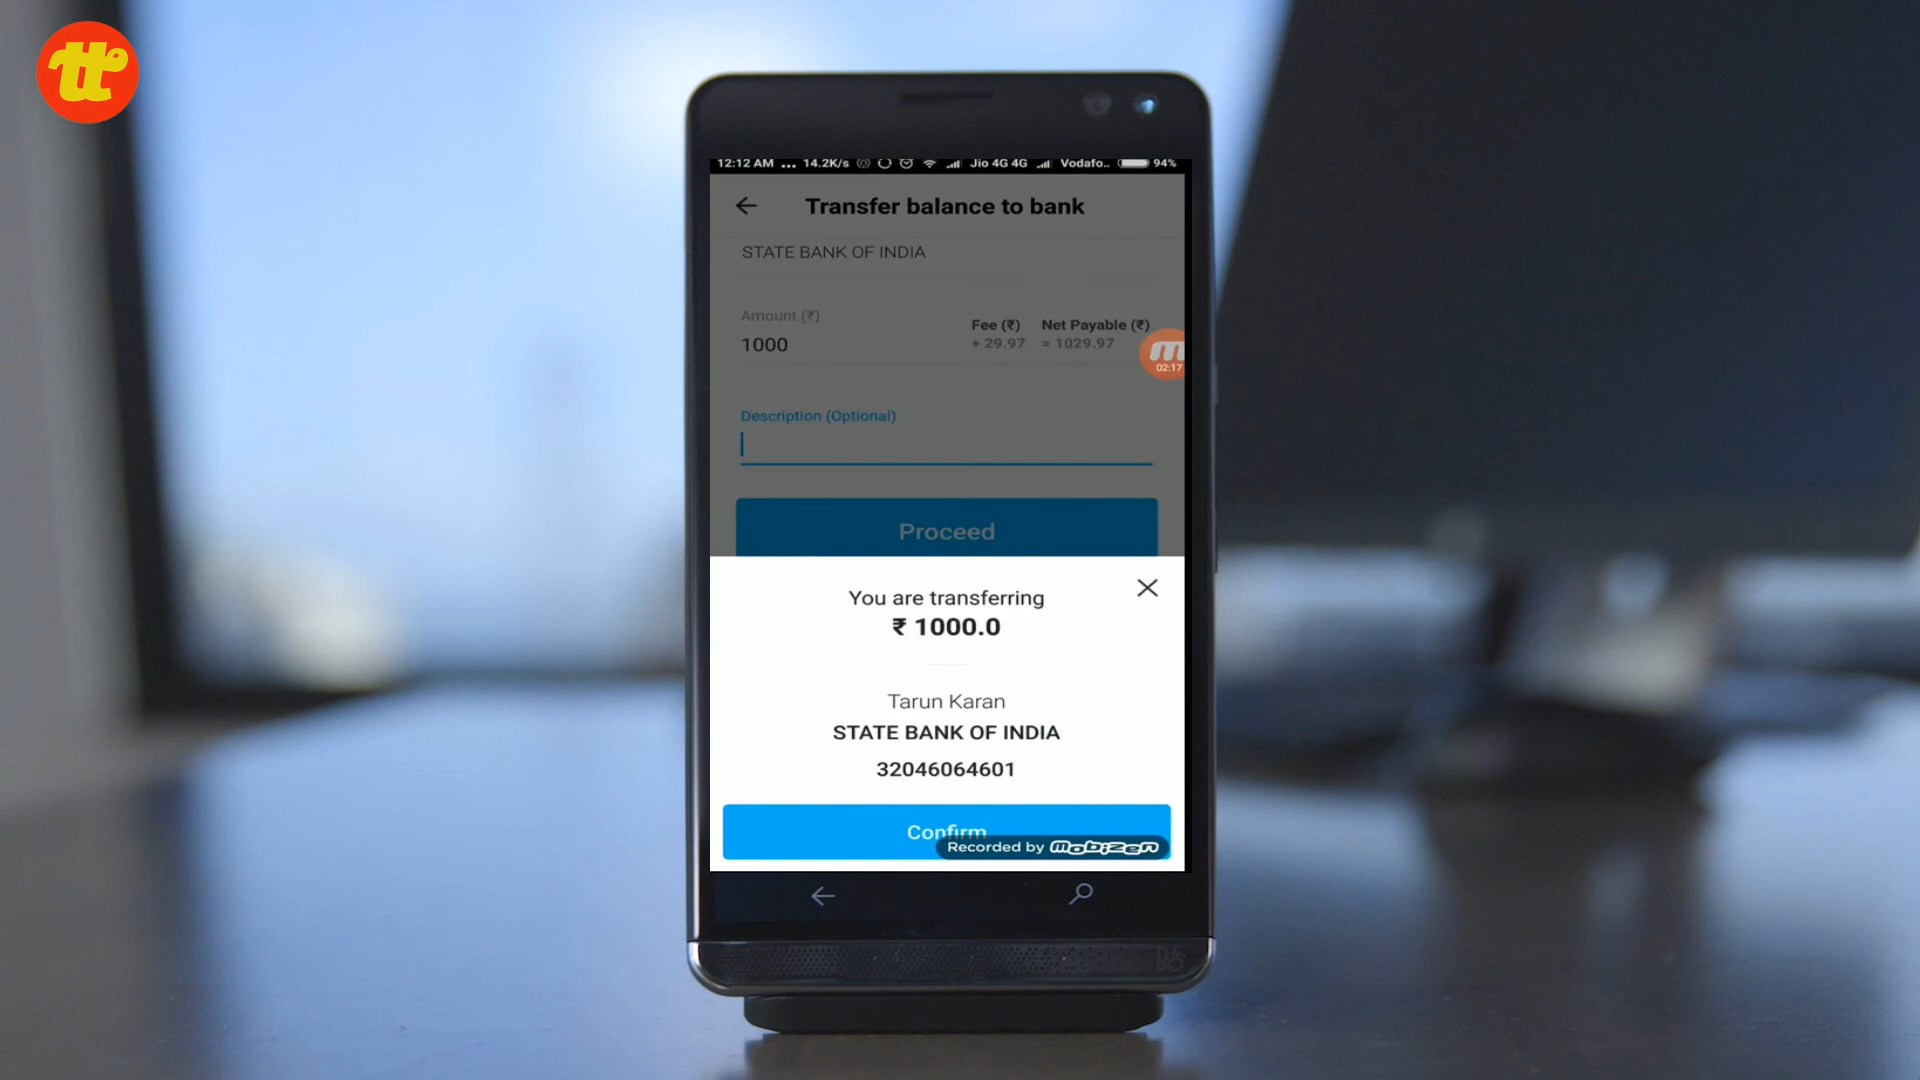 tt
12:12 AM ... 14.2K/s Jio 4G 4G Vodafo.. 94%
Transfer balance to bank
STATE BANK OF INDIA
Amount (₹) Fee (₹) Net Payable (₹)
1000 + 29.97 = 1029.97
02:17
Description (Optional)
Proceed
You are transferring
₹ 1000.0
Tarun Karan
STATE BANK OF INDIA
32046064601
Confirm
Recorded by mobizen